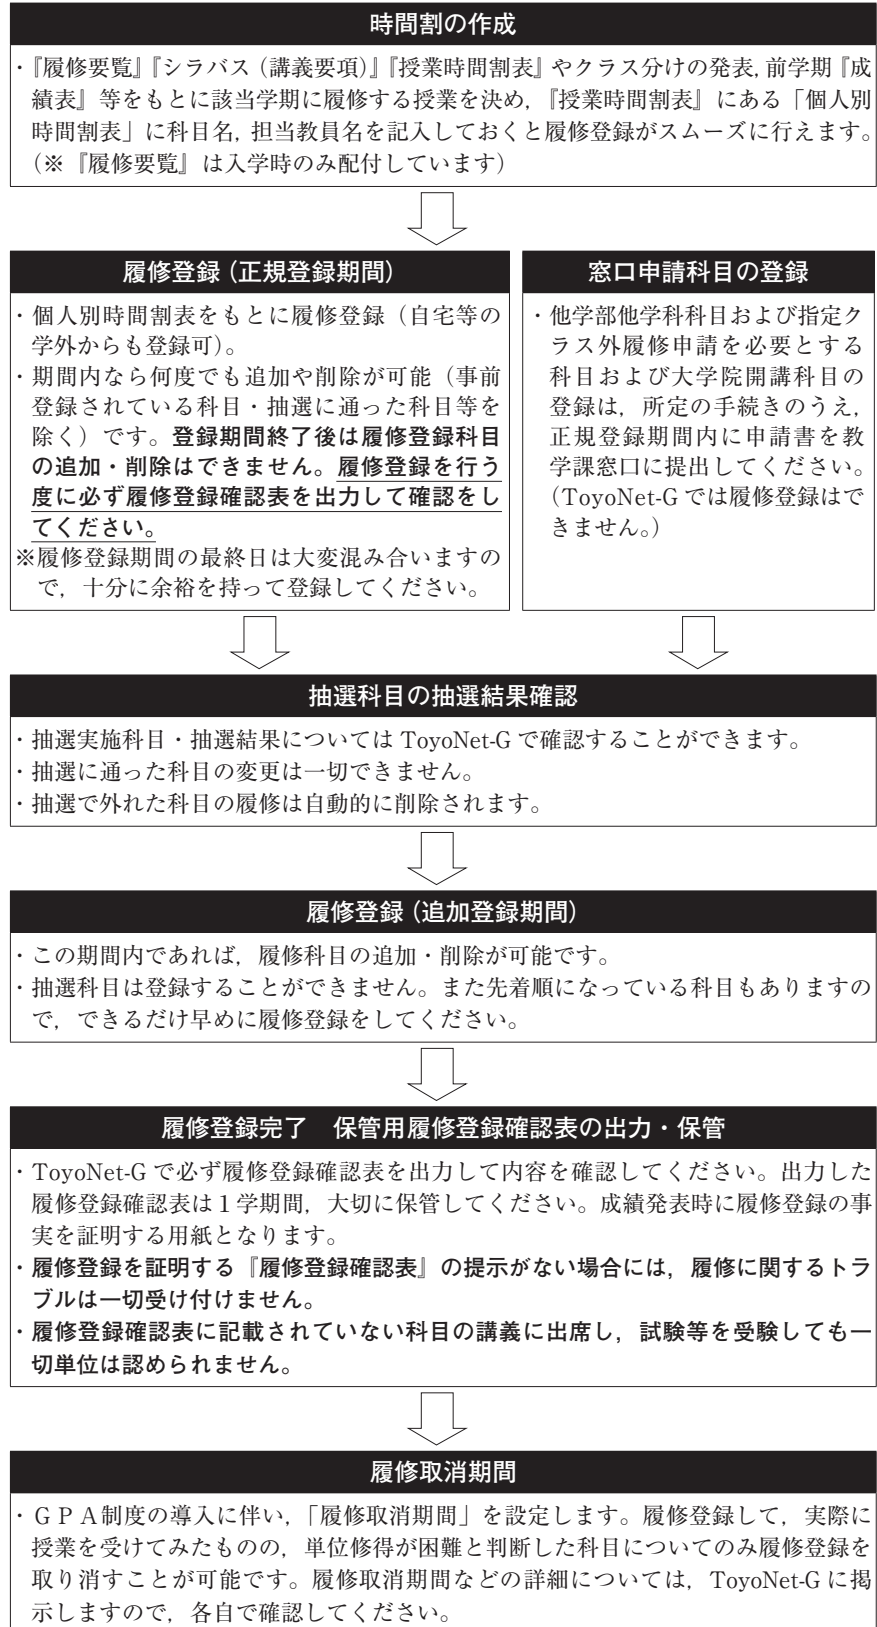 時間割の作成
・『履修要覧』『シラバス（講義要項）』『授業時間割表』やクラス分けの発表，前学期『成
績表』等をもとに該当学期に履修する授業を決め，『授業時間割表』にある「個人別
時間割表」に科目名，担当教員名を記入しておくと履修登録がスムーズに行えます。
（※『履修要覧』は入学時のみ配付しています）
履修登録（正規登録期間）
・個人別時間割表をもとに履修登録（自宅等の
学外からも登録可）。
・期間内なら何度でも追加や削除が可能（事前
登録されている科目・抽選に通った科目等を
除く）です。登録期間終了後は履修登録科目
の追加・削除はできません。履修登録を行う
度に必ず履修登録確認表を出力して確認をし
てください。
※履修登録期間の最終日は大変混み合いますの
で，十分に余裕を持って登録してください。
窓口申請科目の登録
・他学部他学科科目および指定ク
ラス外履修申請を必要とする
科目および大学院開講科目の
登録は，所定の手続きのうえ，
正規登録期間内に申請書を教
学課窓口に提出してください。
（ToyoNet-G では履修登録はで
きません。）
抽選科目の抽選結果確認
・抽選実施科目・抽選結果については ToyoNet-G で確認することができます。
・抽選に通った科目の変更は一切できません。
・抽選で外れた科目の履修は自動的に削除されます。
履修登録（追加登録期間）
・この期間内であれば，履修科目の追加・削除が可能です。
・抽選科目は登録することができません。また先着順になっている科目もありますの
で，できるだけ早めに履修登録をしてください。
履修登録完了　保管用履修登録確認表の出力・保管
・ToyoNet-G で必ず履修登録確認表を出力して内容を確認してください。出力した
履修登録確認表は１学期間，大切に保管してください。成績発表時に履修登録の事
実を証明する用紙となります。
・履修登録を証明する『履修登録確認表』の提示がない場合には，履修に関するトラ
ブルは一切受け付けません。
・履修登録確認表に記載されていない科目の講義に出席し，試験等を受験しても一
切単位は認められません。
履修取消期間
・ＧＰＡ制度の導入に伴い，「履修取消期間」を設定します。履修登録して，実際に
授業を受けてみたものの，単位修得が困難と判断した科目についてのみ履修登録を
取り消すことが可能です。履修取消期間などの詳細については，ToyoNet-G に掲
示しますので，各自で確認してください。